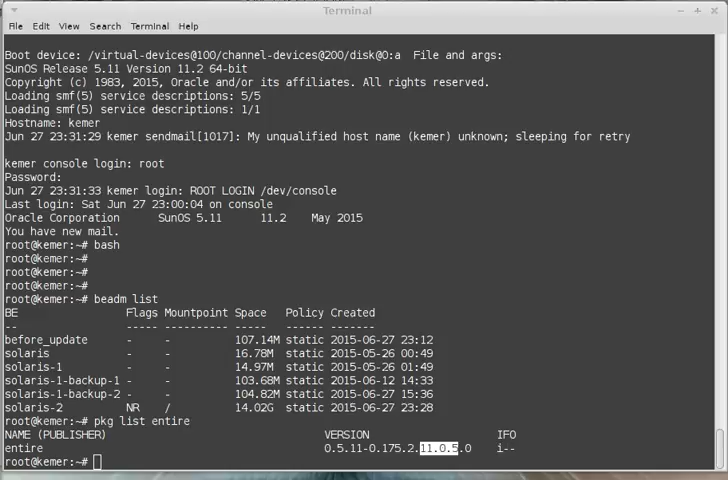 Terminal
File Edit View Search Terminal Help
Boot device: /virtual-devices@100/channel-devices@200/disk@0:a  File and args:
SunOS Release 5.11 Version 11.2 64-bit
Copyright (c) 1983, 2015, Oracle and/or its affiliates. All rights reserved.
Loading smf(5) service descriptions: 5/5
Loading smf(5) service descriptions: 1/1
Hostname: kemer
Jun 27 23:31:29 kemer sendmail[1017]: My unqualified host name (kemer) unknown; sleeping for retry
kemer console login: root
Password:
Jun 27 23:31:33 kemer login: ROOT LOGIN /dev/console
Last login: Sat Jun 27 23:00:04 on console
Oracle Corporation      SunOS 5.11      11.2    May 2015
You have new mail.
root@kemer:~# bash
root@kemer:~#
root@kemer:~#
root@kemer:~#
root@kemer:~# beadm list
BE                Flags Mountpoint Space   Policy Created
--                ----- ---------- -----   ------ -------
before_update     -     -          107.14M static 2015-06-27 23:12
solaris           -     -          16.78M  static 2015-05-26 00:49
solaris-1         -     -          14.97M  static 2015-05-26 01:49
solaris-1-backup-1 -     -          103.68M static 2015-06-12 14:33
solaris-1-backup-2 -     -          104.82M static 2015-06-27 15:36
solaris-2         NR    /          14.02G  static 2015-06-27 23:28
root@kemer:~# pkg list entire
NAME (PUBLISHER)                                  VERSION                    IFO
entire                                            0.5.11-0.175.2.11.0.5.0    i--
root@kemer:~#